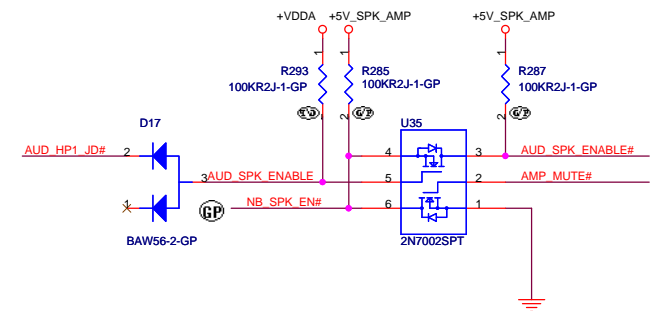 +VDDA +5V_SPK_AMP +5V_SPK_AMP
1 1 1
R293 R285 R287
100KR2J-1-GP 100KR2J-1-GP 100KR2J-1-GP
2 2
G/P
D17 U35
AUD_HP1_JD# 2 4 3 AUD_SPK_ENABLE#
3 AUD_SPK_ENABLE 5 2 AMP_MUTE#
1 GP NB_SPK_EN# 6 1
BAW56-2-GP 2N7002SPT